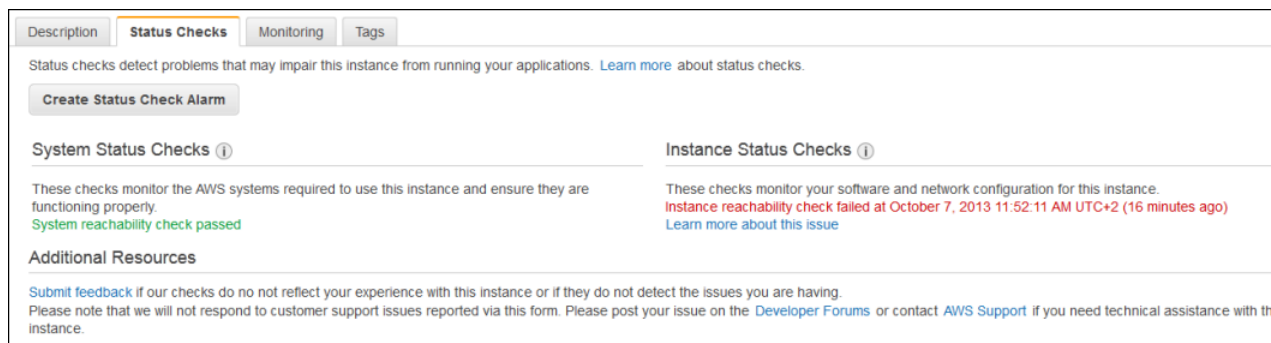 Description Status Checks Monitoring Tags
Status checks detect problems that may impair this instance from running your applications. Learn more about status checks.
Create Status Check Alarm
System Status Checks
These checks monitor the AWS systems required to use this instance and ensure they are
functioning properly.
System reachability check passed
Instance Status Checks
These checks monitor your software and network configuration for this instance.
Instance reachability check failed at October 7, 2013 11:52:11 AM UTC+2 (16 minutes ago)
Learn more about this issue
Additional Resources
Submit feedback if our checks do no not reflect your experience with this instance or if they do not detect the issues you are having.
Please note that we will not respond to customer support issues reported via this form. Please post your issue on the Developer Forums or contact AWS Support if you need technical assistance with th
instance.